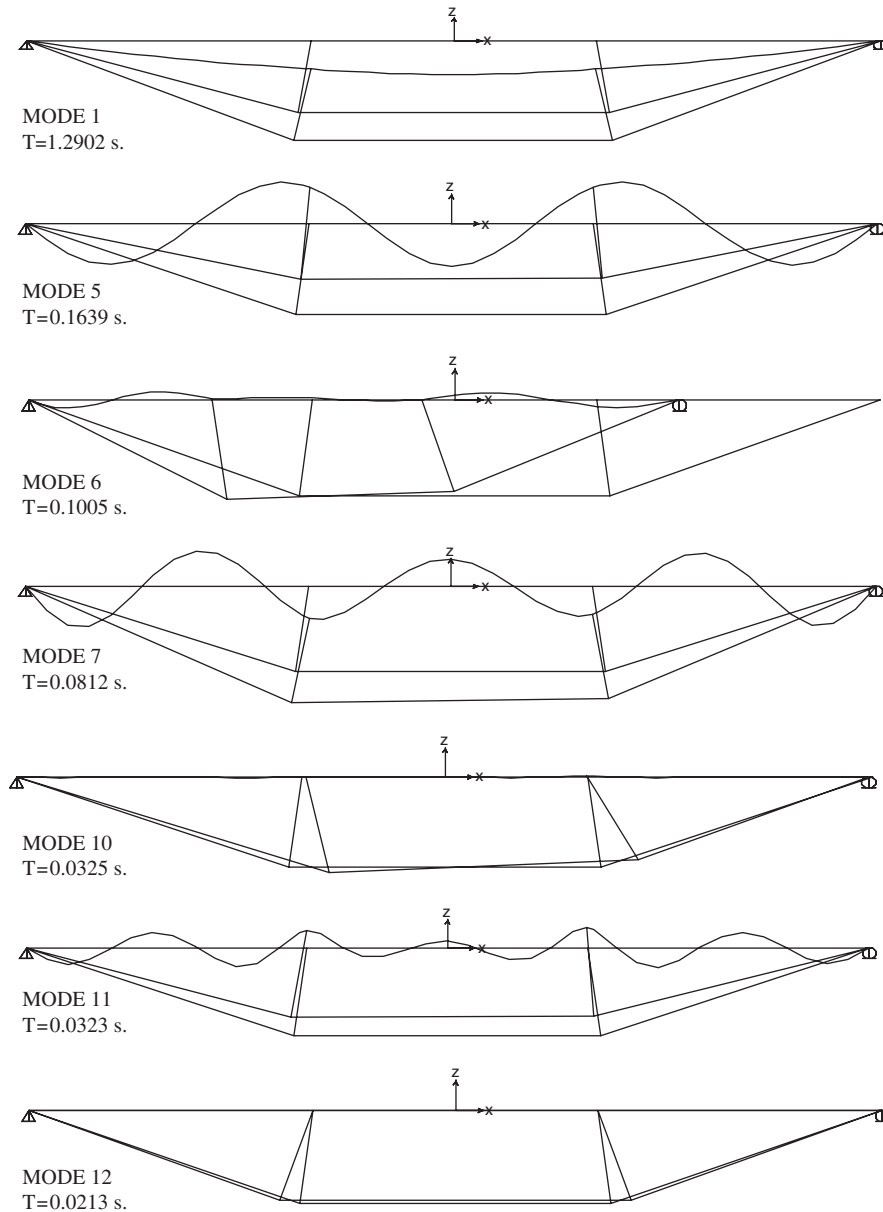 z
x
MODE 1
T=1.2902 s.
z
x
MODE 5
T=0.1639 s.
z
x
MODE 6
T=0.1005 s.
z
x
MODE 7
T=0.0812 s.
z
x
MODE 10
T=0.0325 s.
z
x
MODE 11
T=0.0323 s.
z
x
MODE 12
T=0.0213 s.